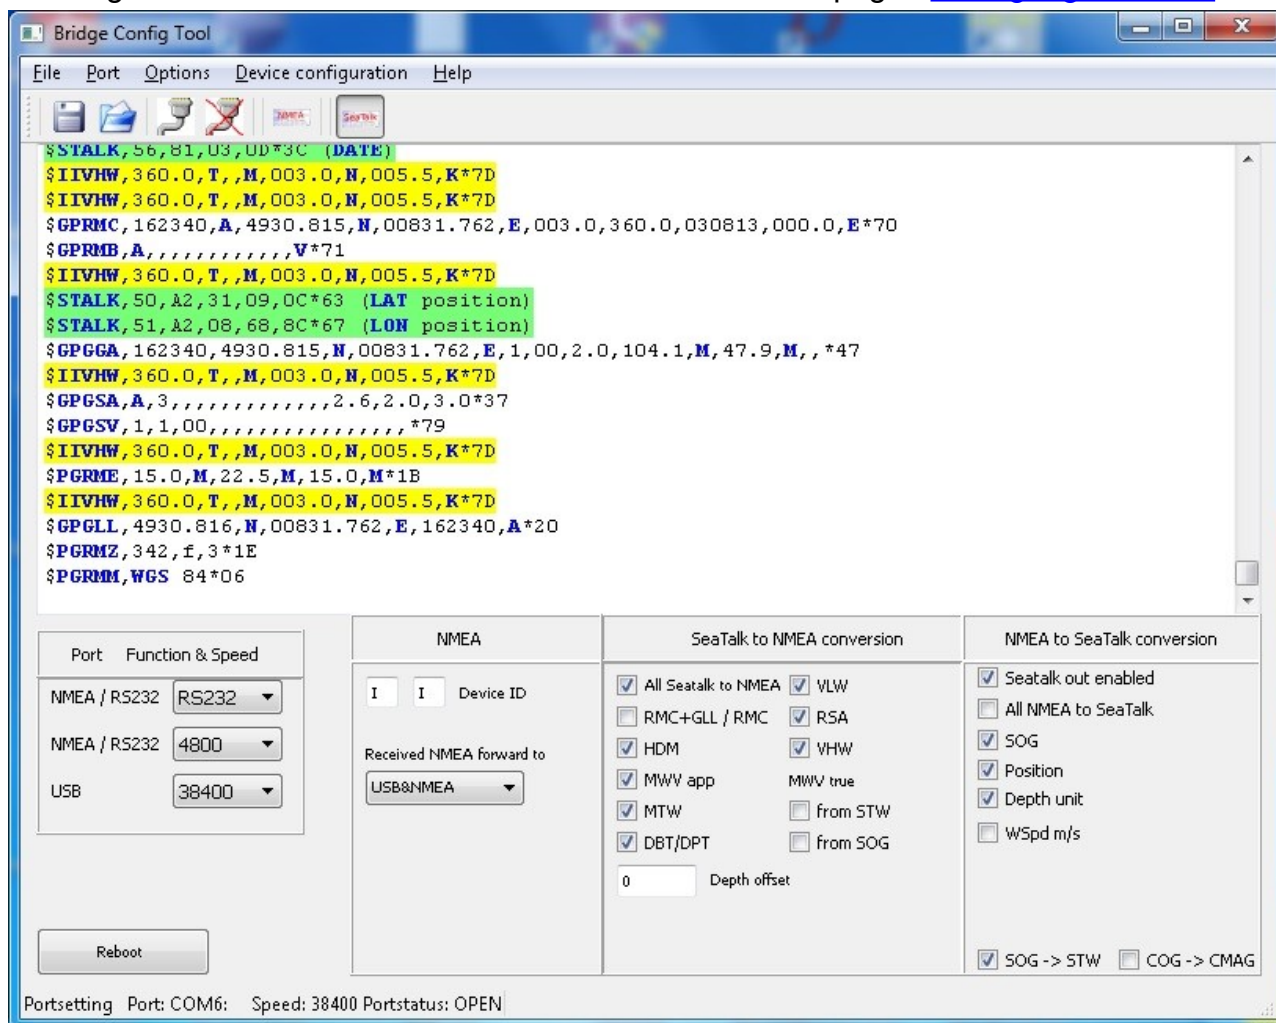 Bridge Config Tool
File Port Options Device configuration Help
NMEA SeaTalk
$STALK,56,81,03,0D*3C (DATE)
$IIVHW,360.0,T,,M,003.0,N,005.5,K*7D
$IIVHW,360.0,T,,M,003.0,N,005.5,K*7D
$GPRMC,162340,A,4930.815,N,00831.762,E,003.0,360.0,030813,000.0,E*70
$GPRMB,A,,,,,,,,,,,,V*71
$IIVHW,360.0,T,,M,003.0,N,005.5,K*7D
$STALK,50,A2,31,09,0C*63 (LAT position)
$STALK,51,A2,08,68,8C*67 (LON position)
$GPGGA,162340,4930.815,N,00831.762,E,1,00,2.0,104.1,M,47.9,M,,*47
$IIVHW,360.0,T,,M,003.0,N,005.5,K*7D
$GPGSA,A,3,,,,,,,,,,,,,2.6,2.0,3.0*37
$GPGSV,1,1,00,,,,,,,,,,,,,,,,*79
$IIVHW,360.0,T,,M,003.0,N,005.5,K*7D
$PGRME,15.0,M,22.5,M,15.0,M*1B
$IIVHW,360.0,T,,M,003.0,N,005.5,K*7D
$GPGLL,4930.816,N,00831.762,E,162340,A*20
$PGRMZ,342,f,3*1E
$PGRMM,WGS 84*06
Port Function & Speed
NMEA / RS232 RS232
NMEA / RS232 4800
USB 38400
Reboot
NMEA
I I Device ID
Received NMEA forward to
USB&NMEA
SeaTalk to NMEA conversion
All Seatalk to NMEA VLW
RMC+GLL / RMC RSA
HDM VHW
MWV app MWV true
MTW from STW
DBT/DPT from SOG
0 Depth offset
NMEA to SeaTalk conversion
Seatalk out enabled
All NMEA to SeaTalk
SOG
Position
Depth unit
WSpd m/s
SOG -> STW COG -> CMAG
Portsetting Port: COM6: Speed: 38400 Portstatus: OPEN